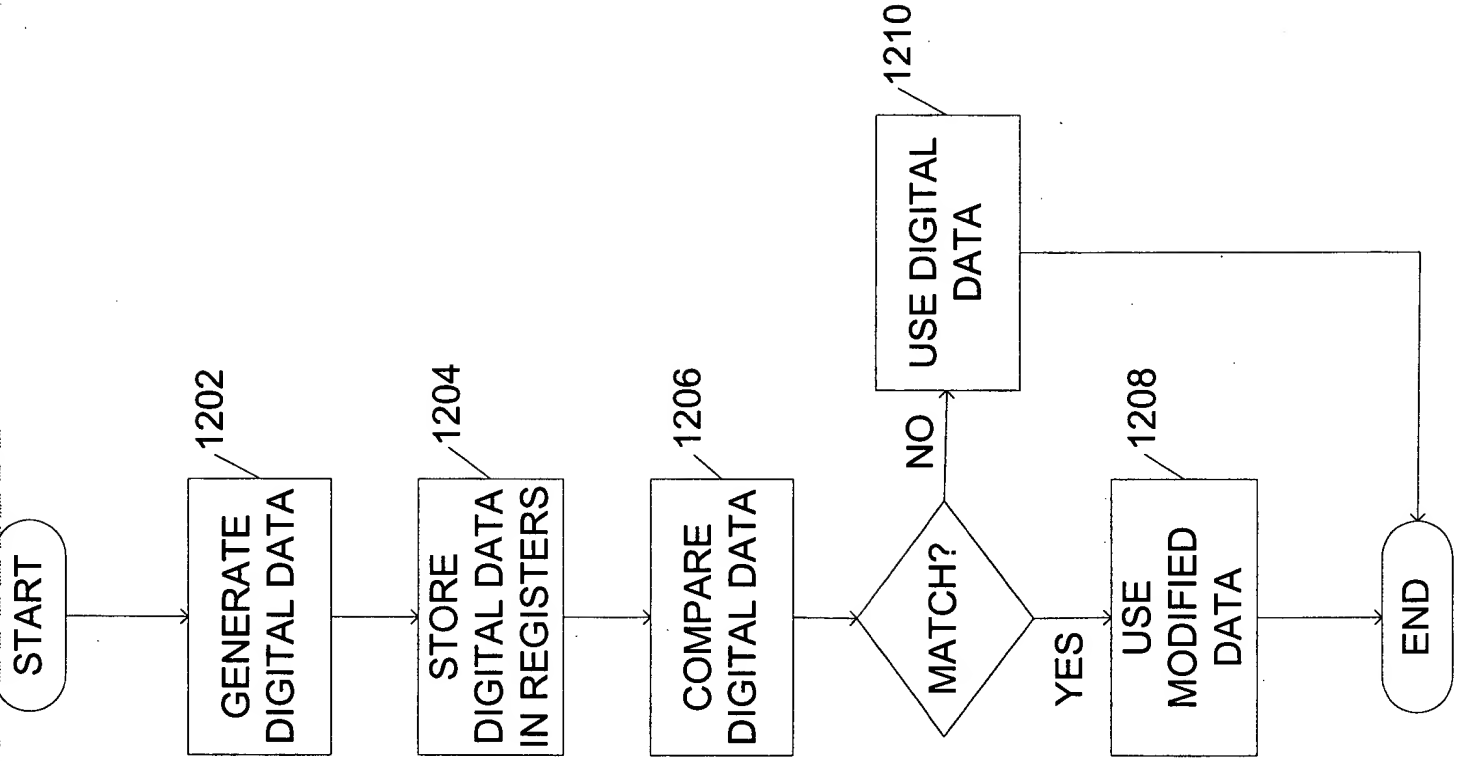 START
1202
GENERATE
DIGITAL DATA
1204
STORE
DIGITAL DATA
IN REGISTERS
1206
COMPARE
DIGITAL DATA
MATCH?
NO
1210
USE DIGITAL
DATA
YES
1208
USE
MODIFIED
DATA
END